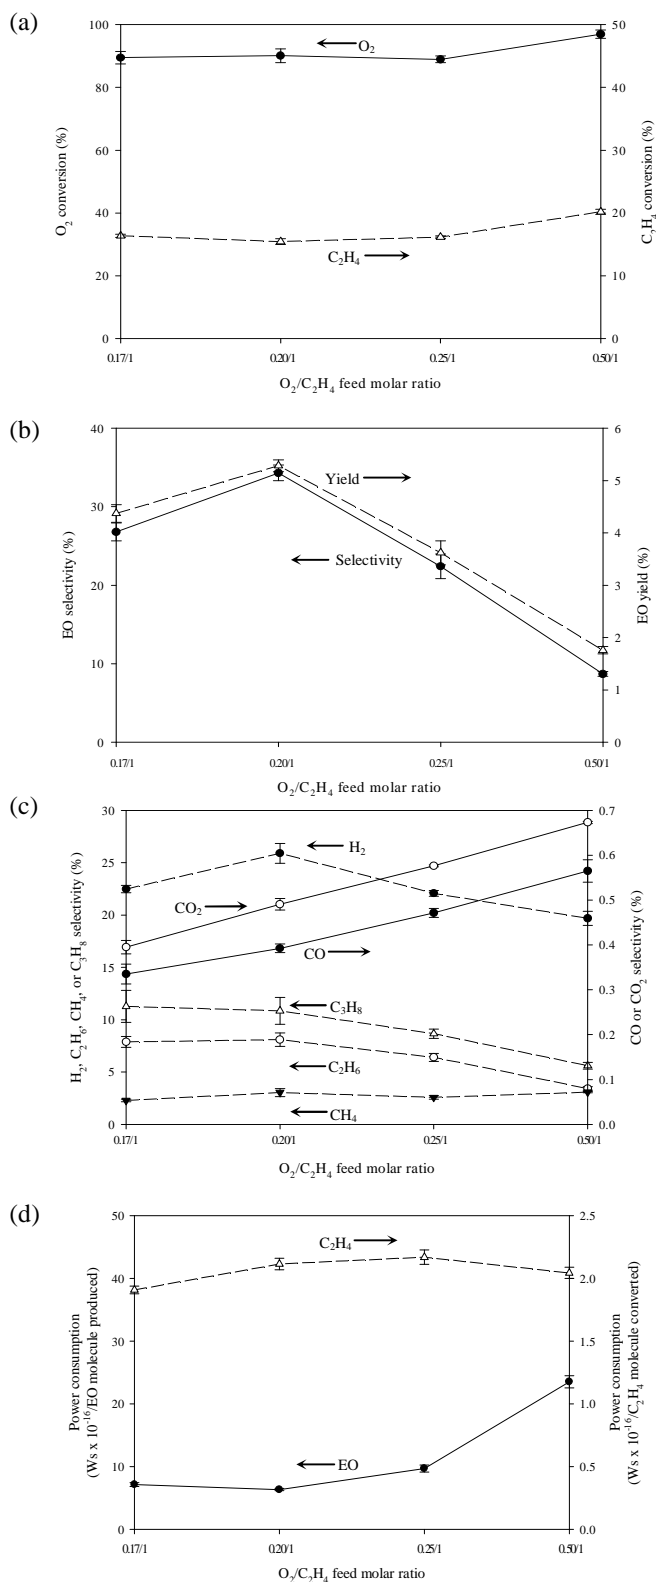 (a)
100
80
60
40
20
0
50
40
30
20
10
0
O2 conversion (%)
C2H4 conversion (%)
O2
C2H4
0.17/1 0.20/1 0.25/1 0.50/1
O2/C2H4 feed molar ratio
(b)
40
30
20
10
0
6
5
4
3
2
1
0
EO selectivity (%)
EO yield (%)
Yield
Selectivity
0.17/1 0.20/1 0.25/1 0.50/1
O2/C2H4 feed molar ratio
(c)
30
25
20
15
10
5
0
0.7
0.6
0.5
0.4
0.3
0.2
0.1
0.0
H2, C2H6, CH4, or C3H8 selectivity (%)
CO or CO2 selectivity (%)
H2
CO2
CO
C3H8
C2H6
CH4
0.17/1 0.20/1 0.25/1 0.50/1
O2/C2H4 feed molar ratio
(d)
50
40
30
20
10
0
2.5
2.0
1.5
1.0
0.5
0.0
Power consumption
(Ws x 10-16/EO molecule produced)
Power consumption
(Ws x 10-16/C2H4 molecule converted)
C2H4
EO
0.17/1 0.20/1 0.25/1 0.50/1
O2/C2H4 feed molar ratio